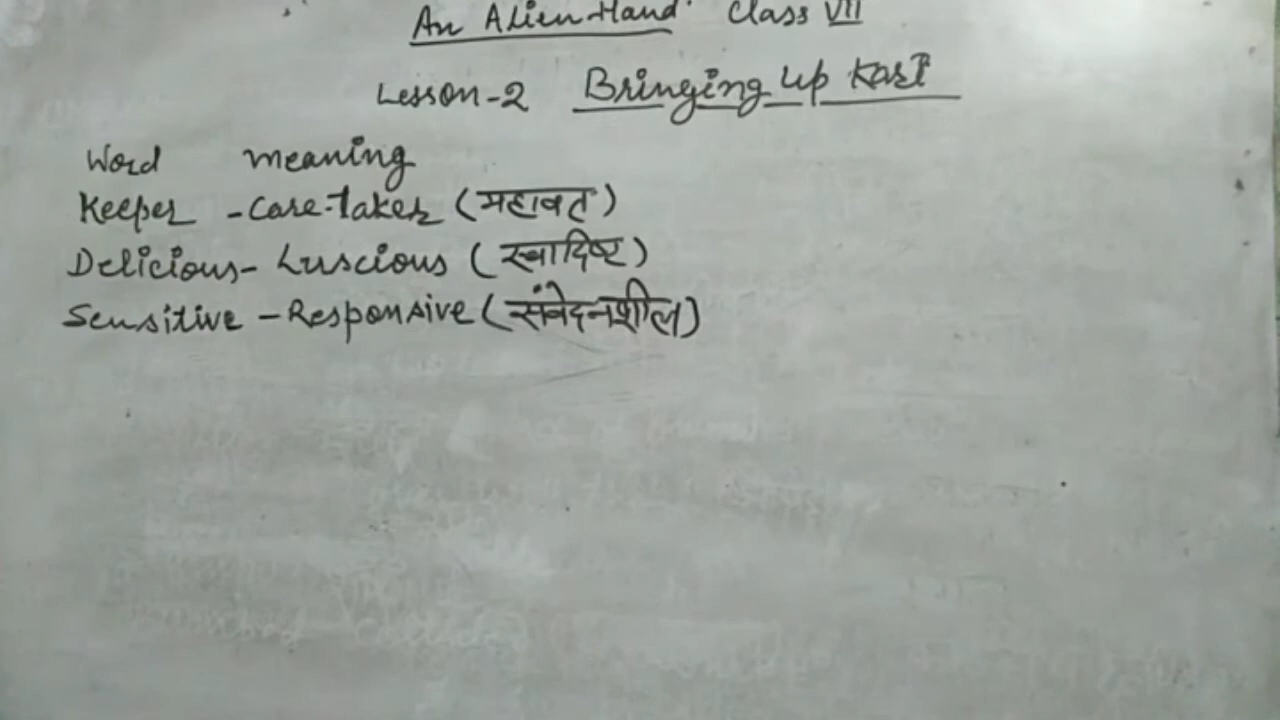 An Alien Hand Class VII
Lesson-2 Bringing Up Kari
Word meaning
Keeper - Care-taker (महावत)
Delicious - Luscious (स्वादिष्ट)
Sensitive - Responsive (संवेदनशील)